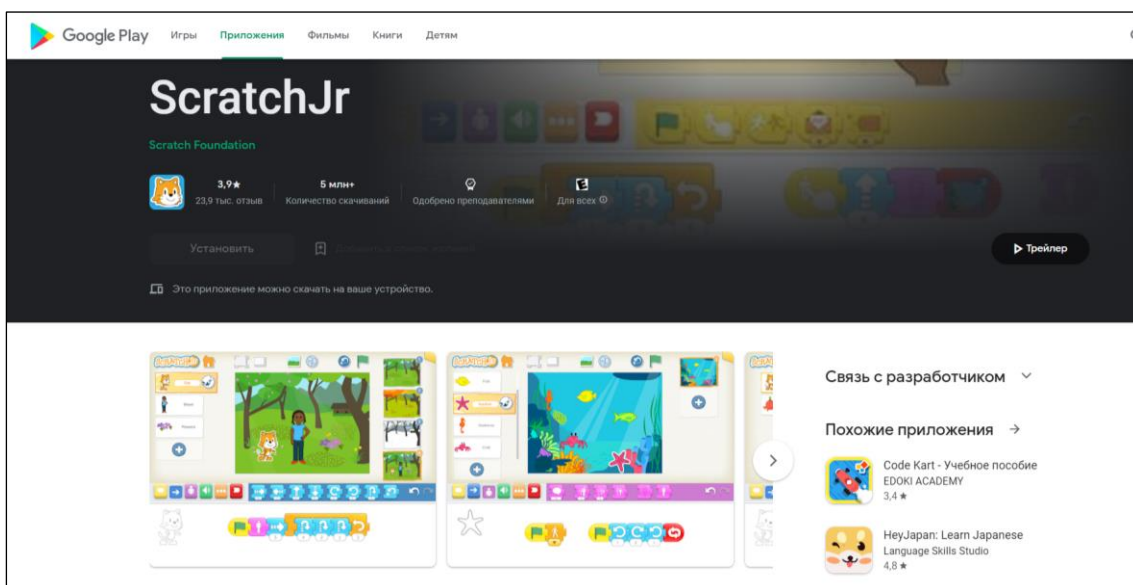 Google Play Игры Приложения Фильмы Книги Детям
ScratchJr
Scratch Foundation
3,9★
23,9 тыс. отзыв
5 млн+
Количество скачиваний
Одобрено преподавателями
E
Для всех
Установить
Трейлер
Это приложение можно скачать на ваше устройство.
Связь с разработчиком
Похожие приложения
Code Kart - Учебное пособие
EDOKI ACADEMY
3,4 ★
HeyJapan: Learn Japanese
Language Skills Studio
4,8 ★